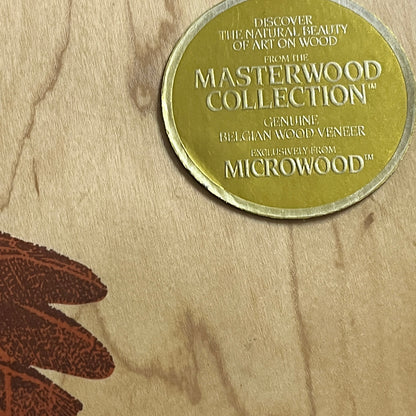 DISCOVER
THE NATURAL BEAUTY
OF ART ON WOOD
FROM THE
MASTERWOOD
COLLECTION™
GENUINE
BELGIAN WOOD VENEER
EXCLUSIVELY FROM
MICROWOOD™